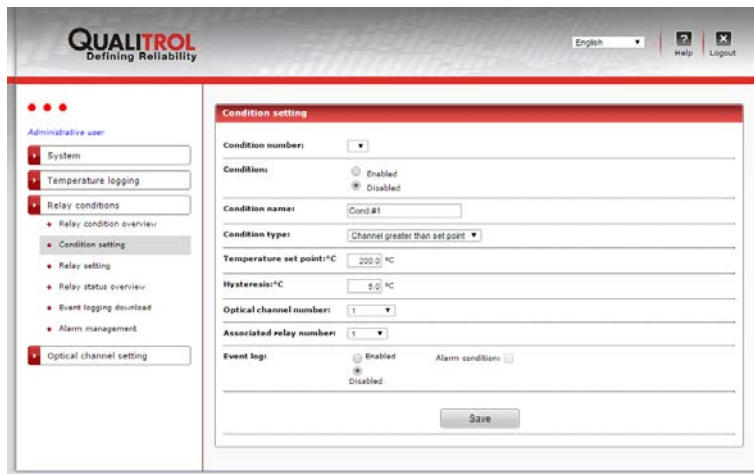 QUALITROL
Defining Reliability
English
Help
Logout
Administrative user
System
Temperature logging
Relay conditions
Relay condition overview
Condition setting
Relay setting
Relay status overview
Event logging download
Alarm management
Optical channel setting
Condition setting
Condition number:
Condition:
Enabled
Disabled
Condition name:
Cond.#1
Condition type:
Channel greater than set point
Temperature set point:°C
200.0 °C
Hysteresis:°C
5.0 °C
Optical channel number:
1
Associated relay number:
1
Event log:
Enabled
Alarm condition:
Disabled
Save